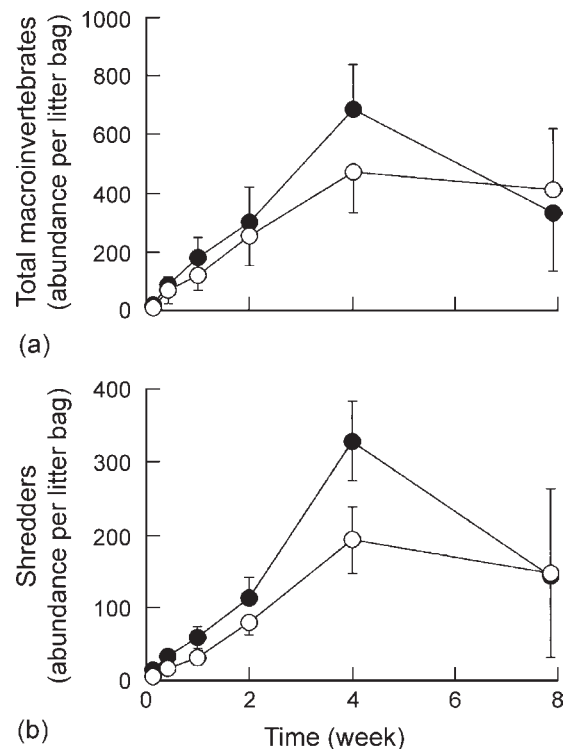 1000
800
600
400
200
0
Total macroinvertebrates
(abundance per litter bag)
(a)
400
300
200
100
0
Shredders
(abundance per litter bag)
0 2 4 6 8
(b)
Time (week)